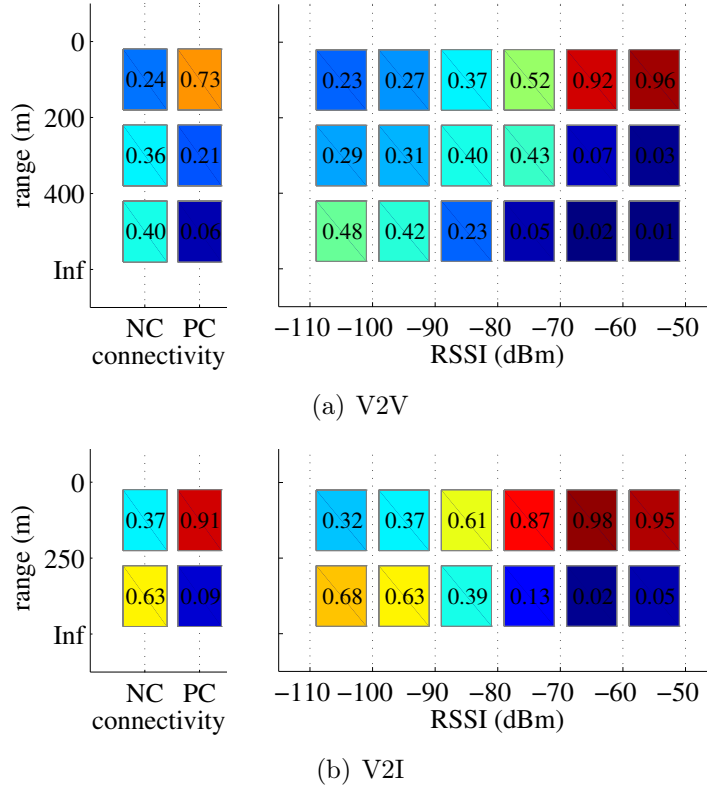 0
0.24 0.73 0.23 0.27 0.37 0.52 0.92 0.96
200
range (m)
0.36 0.21 0.29 0.31 0.40 0.43 0.07 0.03
400
0.40 0.06 0.48 0.42 0.23 0.05 0.02 0.01
Inf
NC PC −110 −100 −90 −80 −70 −60 −50
connectivity RSSI (dBm)
(a) V2V
0
0.37 0.91 0.32 0.37 0.61 0.87 0.98 0.95
range (m)
250
0.63 0.09 0.68 0.63 0.39 0.13 0.02 0.05
Inf
NC PC −110 −100 −90 −80 −70 −60 −50
connectivity RSSI (dBm)
(b) V2I